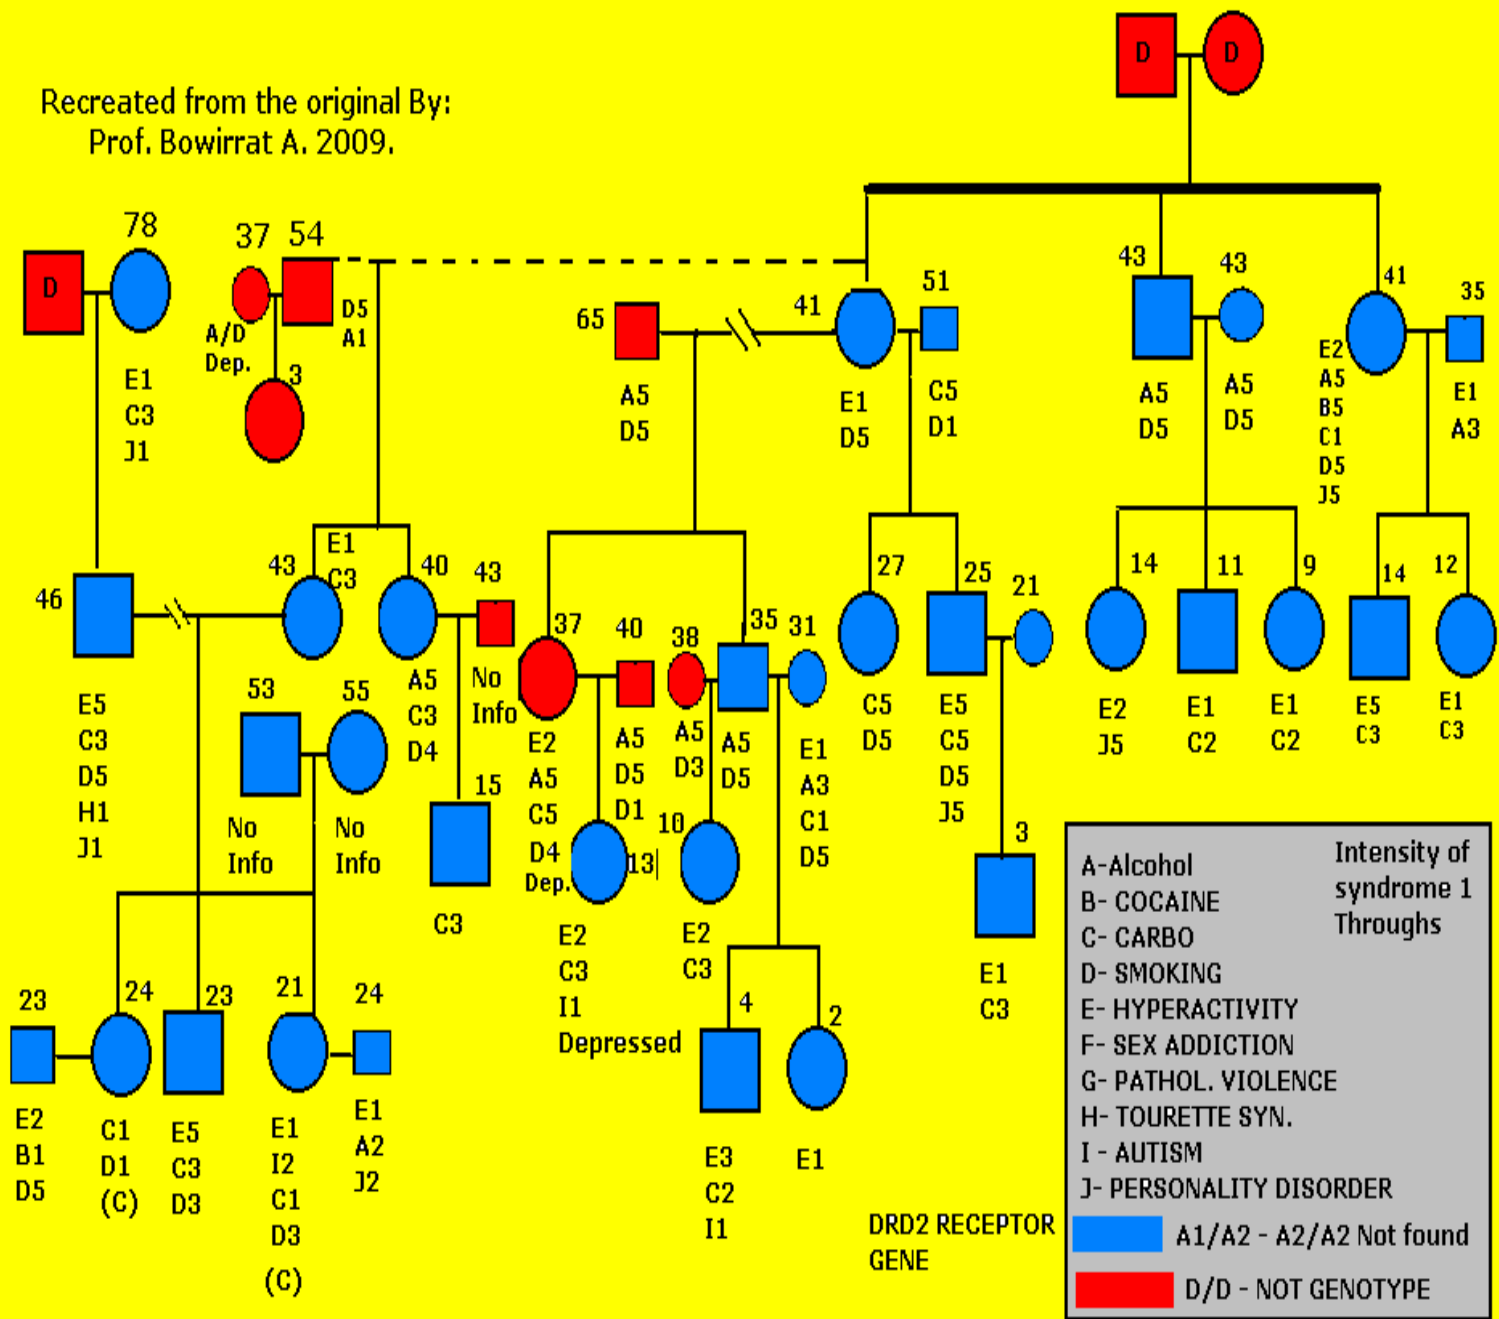 Recreated from the original By:
Prof. Bowirrat A. 2009.
D
D
D
78
E1
C3
J1
37
54
A/D
Dep.
D5
A1
3
65
A5
D5
41
E1
D5
51
C5
D1
43
A5
D5
43
A5
D5
41
E2
A5
B5
C1
D5
J5
35
E1
A3
46
E5
C3
D5
H1
J1
43
E1
C3
40
A5
C3
D4
43
No
Info
37
E2
A5
C5
D4
Dep.
40
A5
D5
D1
38
A5
D3
35
A5
D5
31
E1
A3
C1
D5
27
C5
D5
25
E5
C5
D5
J5
21
14
E2
J5
11
E1
C2
9
E1
C2
14
E5
C3
12
E1
C3
53
No
Info
55
No
Info
15
C3
13|
E2
C3
I1
Depressed
10
E2
C3
3
E1
C3
23
E2
B1
D5
24
C1
D1
(C)
23
E5
C3
D3
21
E1
I2
C1
D3
(C)
24
E1
A2
J2
4
E3
C2
I1
2
E1
DRD2 RECEPTOR
GENE
A-Alcohol
B- COCAINE
C- CARBO
D- SMOKING
E- HYPERACTIVITY
F- SEX ADDICTION
G- PATHOL. VIOLENCE
H- TOURETTE SYN.
I - AUTISM
J- PERSONALITY DISORDER
Intensity of
syndrome 1
Throughs
A1/A2 - A2/A2 Not found
D/D - NOT GENOTYPE